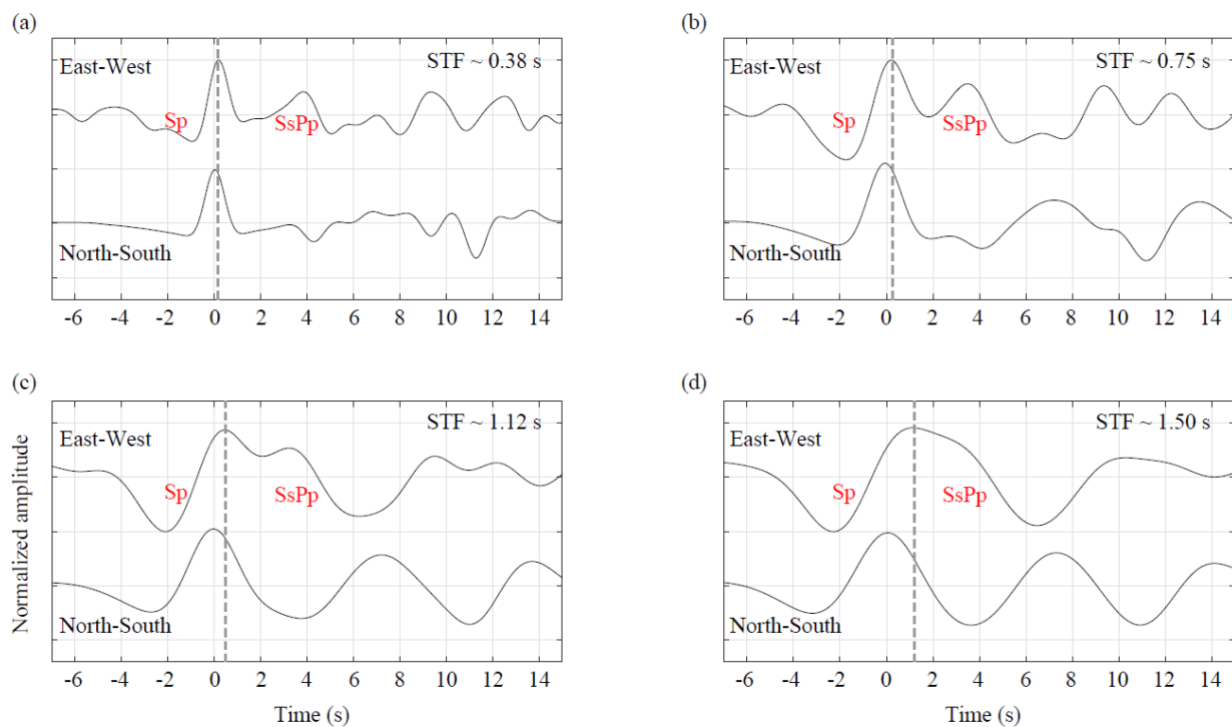 (a)
East-West
STF ~ 0.38 s
Sp
SsPp
North-South
-6 -4 -2 0 2 4 6 8 10 12 14
(b)
East-West
STF ~ 0.75 s
Sp
SsPp
North-South
-6 -4 -2 0 2 4 6 8 10 12 14
(c)
East-West
STF ~ 1.12 s
Sp
SsPp
North-South
Normalized amplitude
-6 -4 -2 0 2 4 6 8 10 12 14
Time (s)
(d)
East-West
STF ~ 1.50 s
Sp
SsPp
North-South
-6 -4 -2 0 2 4 6 8 10 12 14
Time (s)